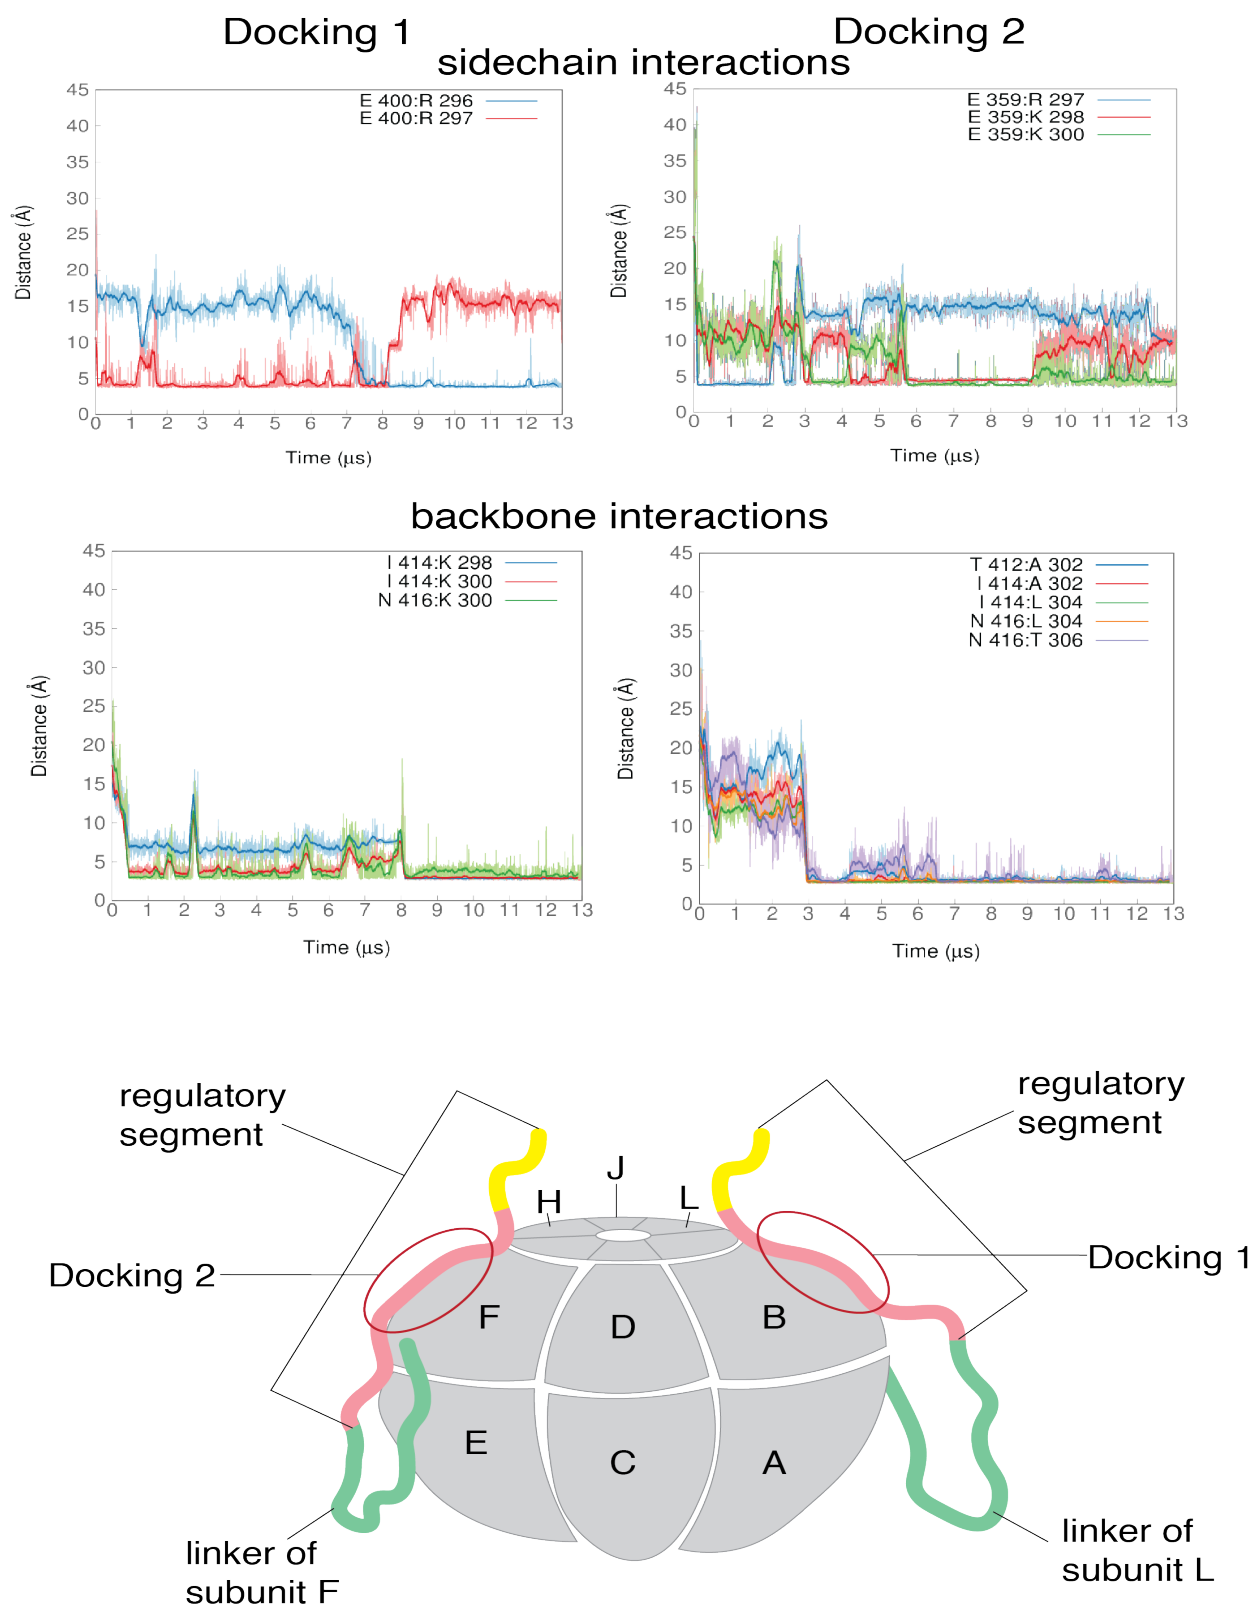 Docking 1
Docking 2
sidechain interactions
45
40
35
30
25
20
15
10
5
0
Distance (Å)
E 400:R 296
E 400:R 297
0 1 2 3 4 5 6 7 8 9 10 11 12 13
Time (μs)
45
40
35
30
25
20
15
10
5
0
Distance (Å)
E 359:R 297
E 359:K 298
E 359:K 300
0 1 2 3 4 5 6 7 8 9 10 11 12 13
Time (μs)
backbone interactions
45
40
35
30
25
20
15
10
5
0
Distance (Å)
I 414:K 298
I 414:K 300
N 416:K 300
0 1 2 3 4 5 6 7 8 9 10 11 12 13
Time (μs)
45
40
35
30
25
20
15
10
5
0
Distance (Å)
T 412:A 302
I 414:A 302
I 414:L 304
N 416:L 304
N 416:T 306
0 1 2 3 4 5 6 7 8 9 10 11 12 13
Time (μs)
regulatory
segment
regulatory
segment
J
H
L
Docking 2
Docking 1
F
D
B
E
C
A
linker of
subunit F
linker of
subunit L